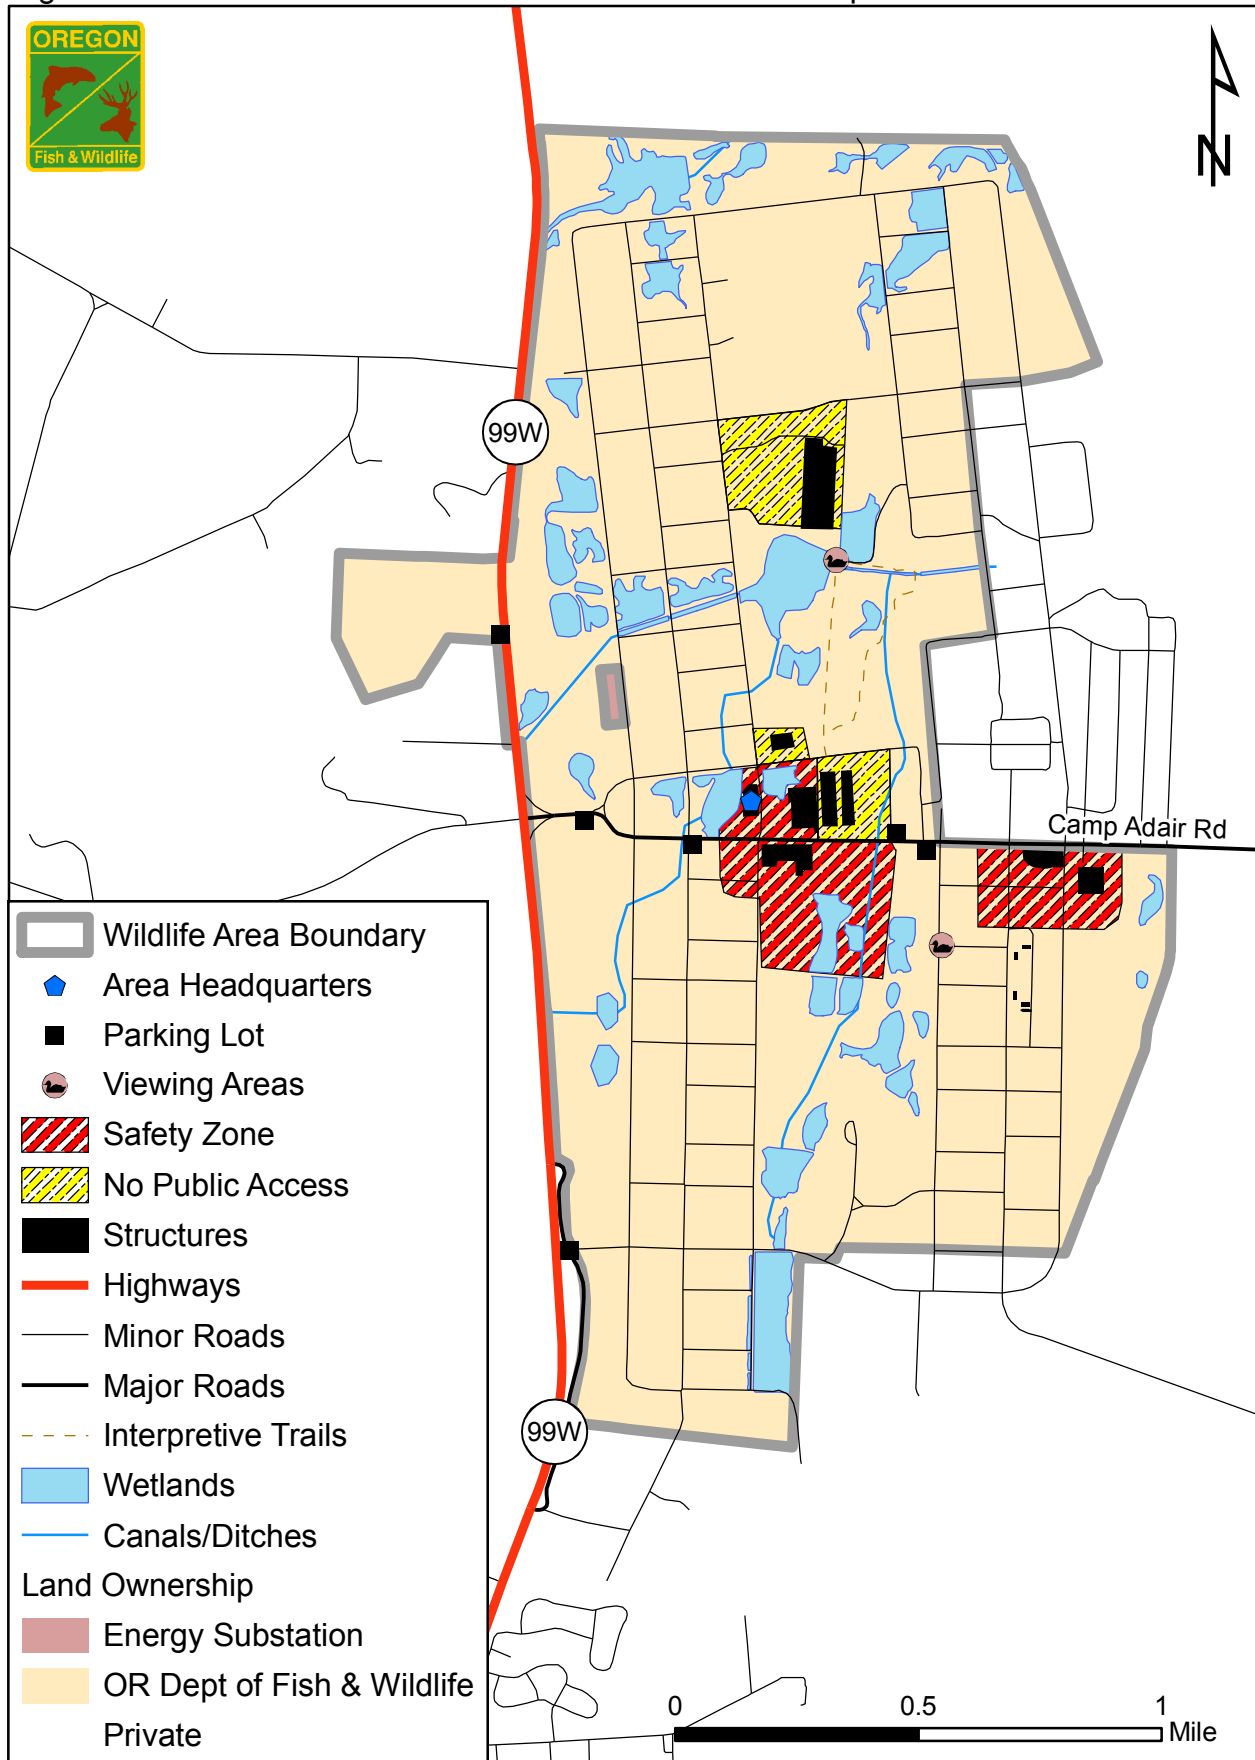 OREGON
Fish & Wildlife
N
99W
Camp Adair Rd
Wildlife Area Boundary
Area Headquarters
Parking Lot
Viewing Areas
Safety Zone
No Public Access
Structures
Highways
Minor Roads
Major Roads
Interpretive Trails
Wetlands
Canals/Ditches
Land Ownership
Energy Substation
OR Dept of Fish & Wildlife
Private
99W
0 0.5 1
Mile